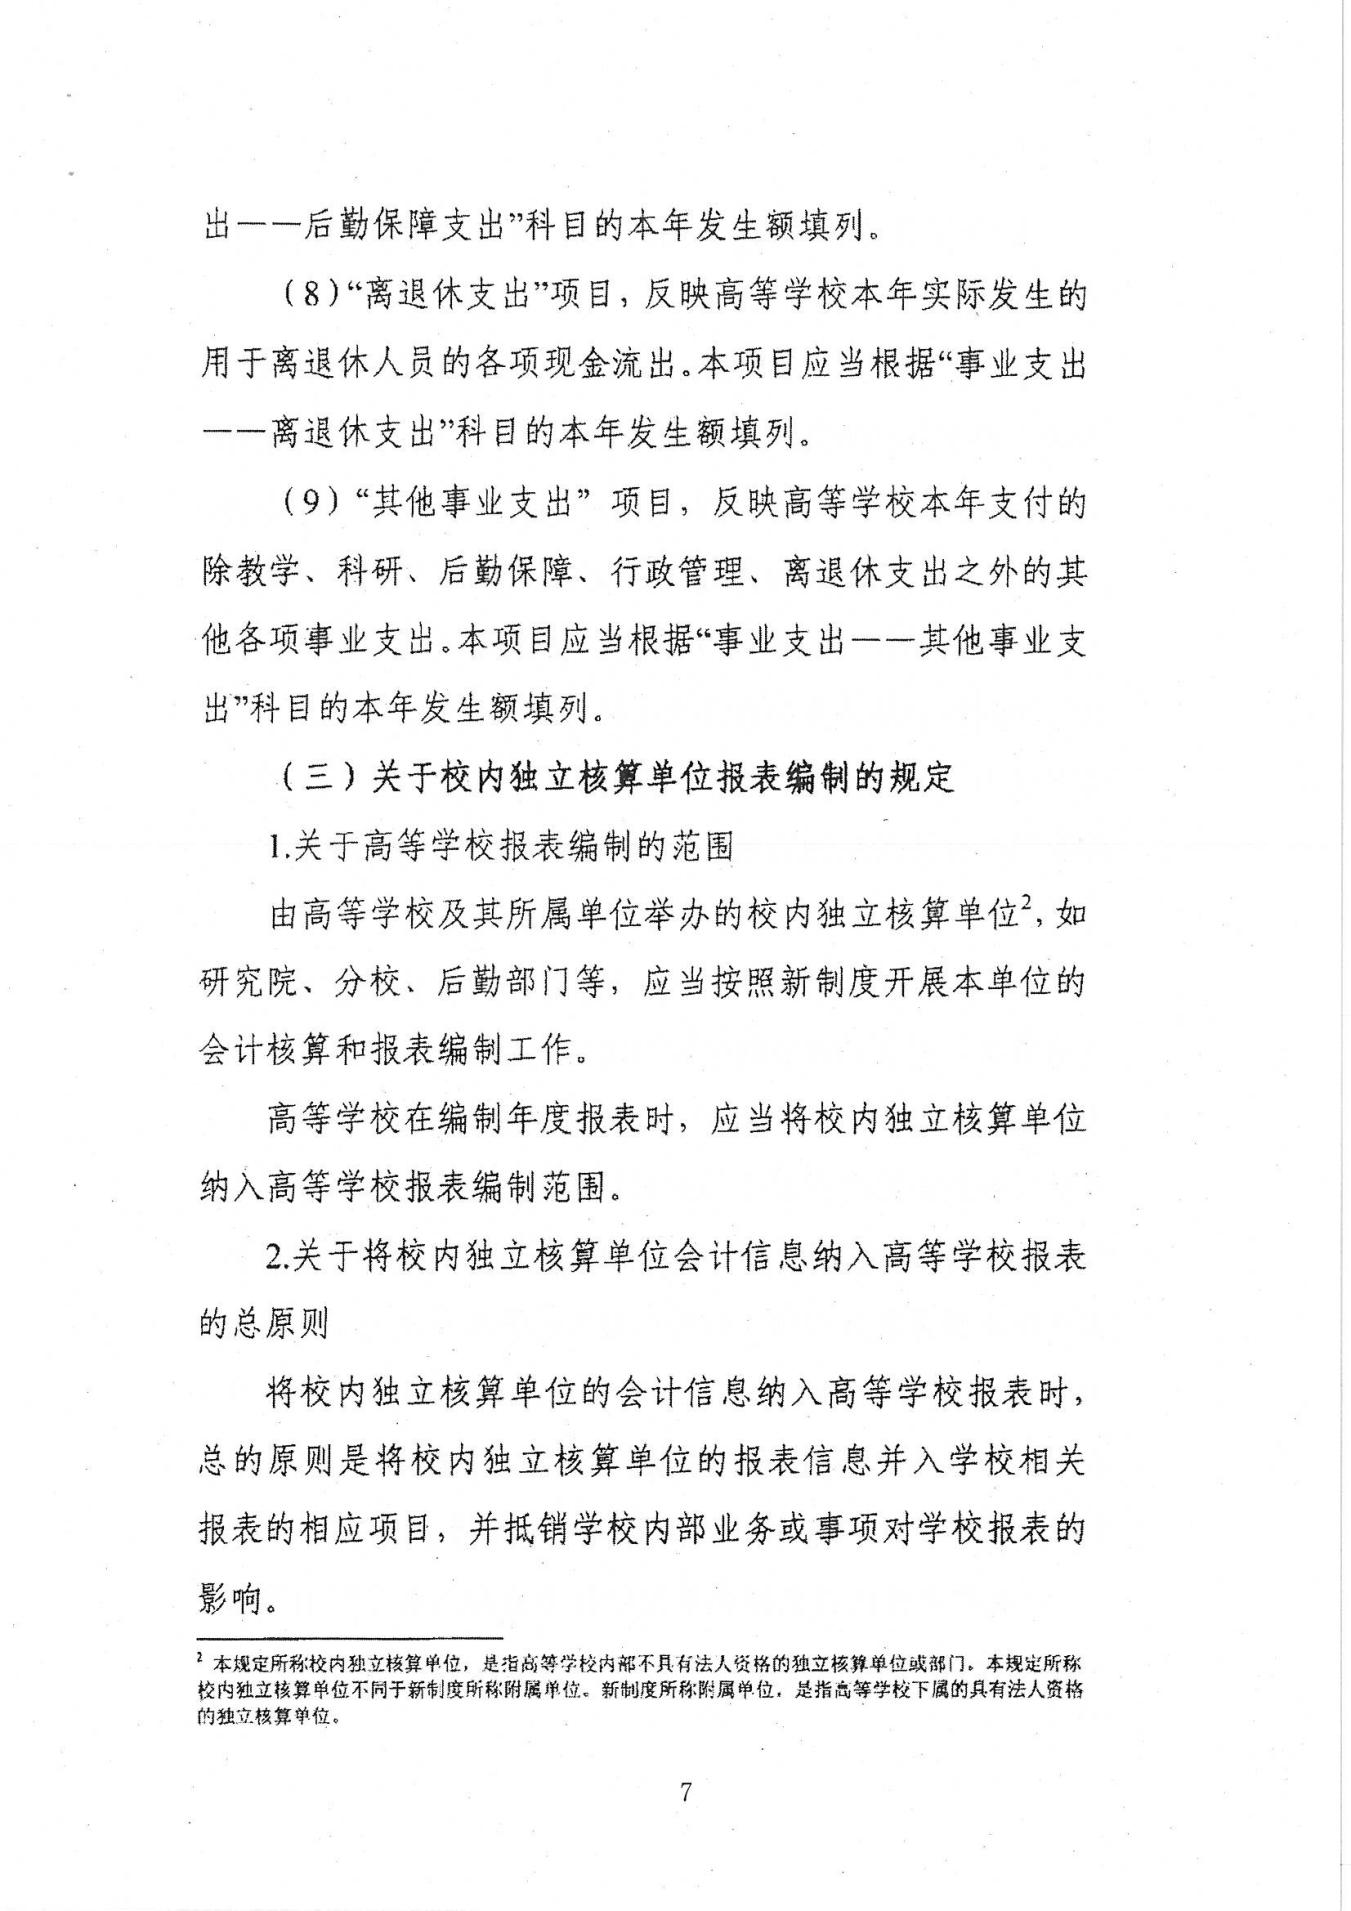 出——后勤保障支出”科目的本年发生额填列。
（8）“离退休支出”项目，反映高等学校本年实际发生的
用于离退休人员的各项现金流出。本项目应当根据“事业支出
——离退休支出”科目的本年发生额填列。
（9）“其他事业支出” 项目，反映高等学校本年支付的
除教学、科研、后勤保障、行政管理、离退休支出之外的其
他各项事业支出。本项目应当根据“事业支出——其他事业支
出”科目的本年发生额填列。
（三）关于校内独立核算单位报表编制的规定
1.关于高等学校报表编制的范围
由高等学校及其所属单位举办的校内独立核算单位²，如
研究院、分校、后勤部门等，应当按照新制度开展本单位的
会计核算和报表编制工作。
高等学校在编制年度报表时，应当将校内独立核算单位
纳入高等学校报表编制范围。
2.关于将校内独立核算单位会计信息纳入高等学校报表
的总原则
将校内独立核算单位的会计信息纳入高等学校报表时，
总的原则是将校内独立核算单位的报表信息并入学校相关
报表的相应项目，并抵销学校内部业务或事项对学校报表的
影响。
² 本规定所称校内独立核算单位，是指高等学校内部不具有法人资格的独立核算单位或部门。本规定所称
校内独立核算单位不同于新制度所称附属单位。新制度所称附属单位，是指高等学校下属的具有法人资格
的独立核算单位。
7